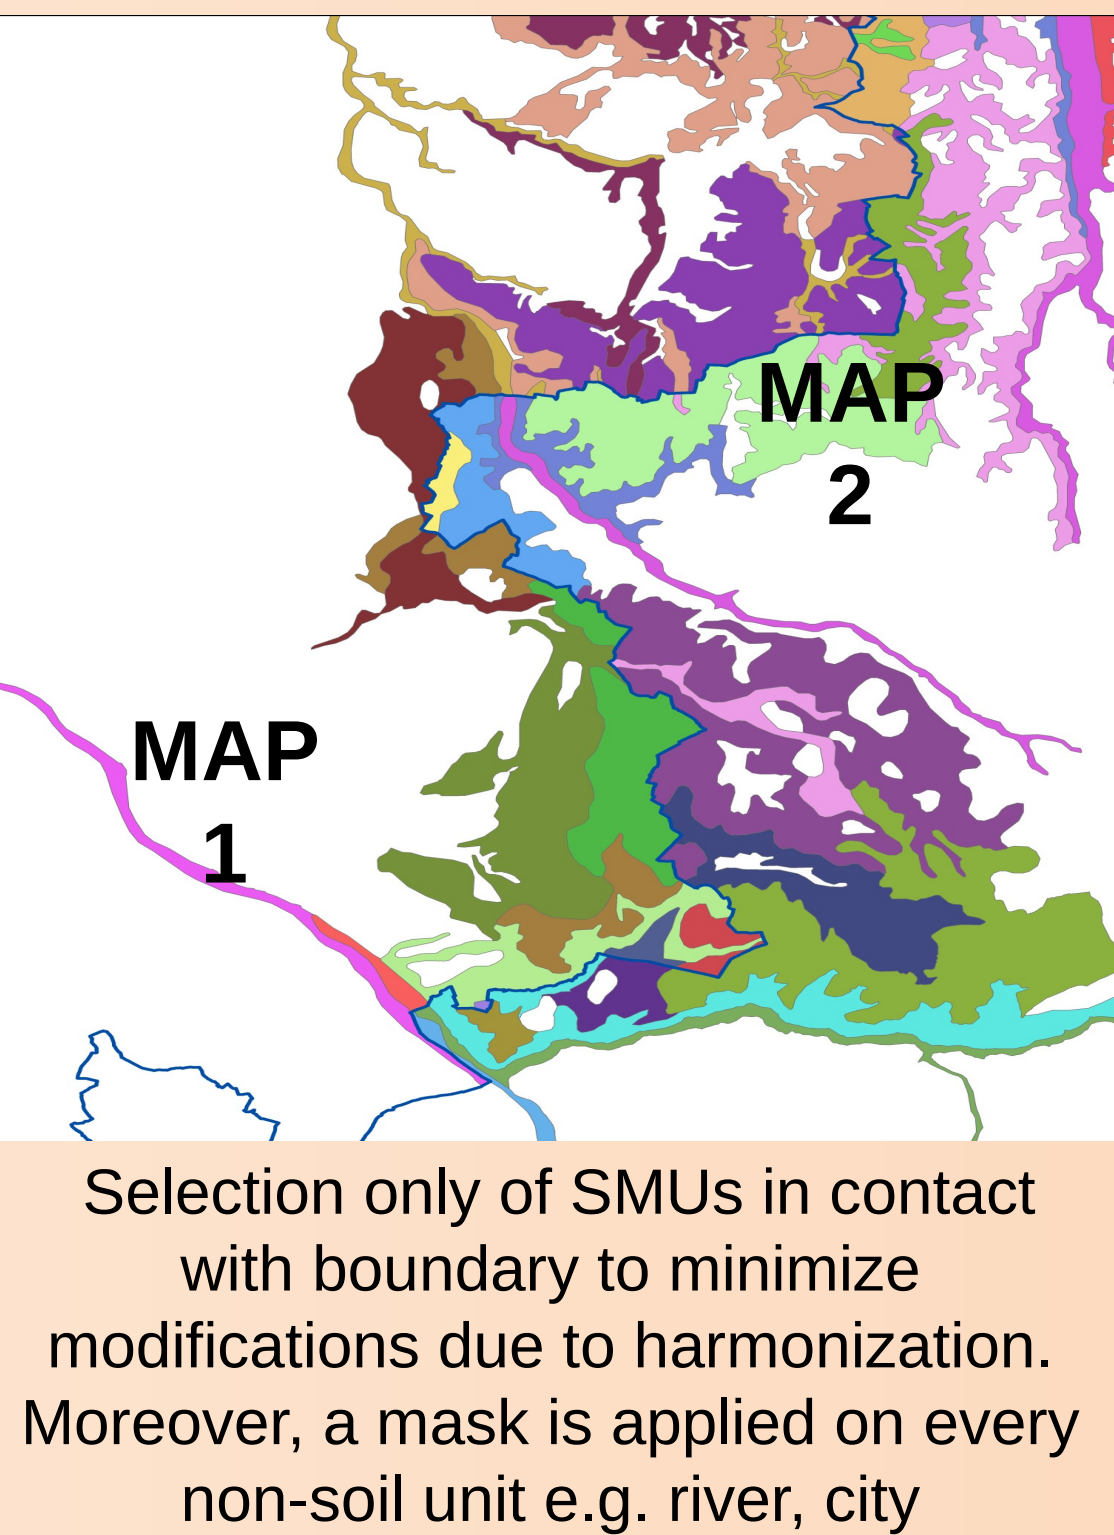 MAP
2
MAP
1
Selection only of SMUs in contact
with boundary to minimize
modifications due to harmonization.
Moreover, a mask is applied on every
non-soil unit e.g. river, city